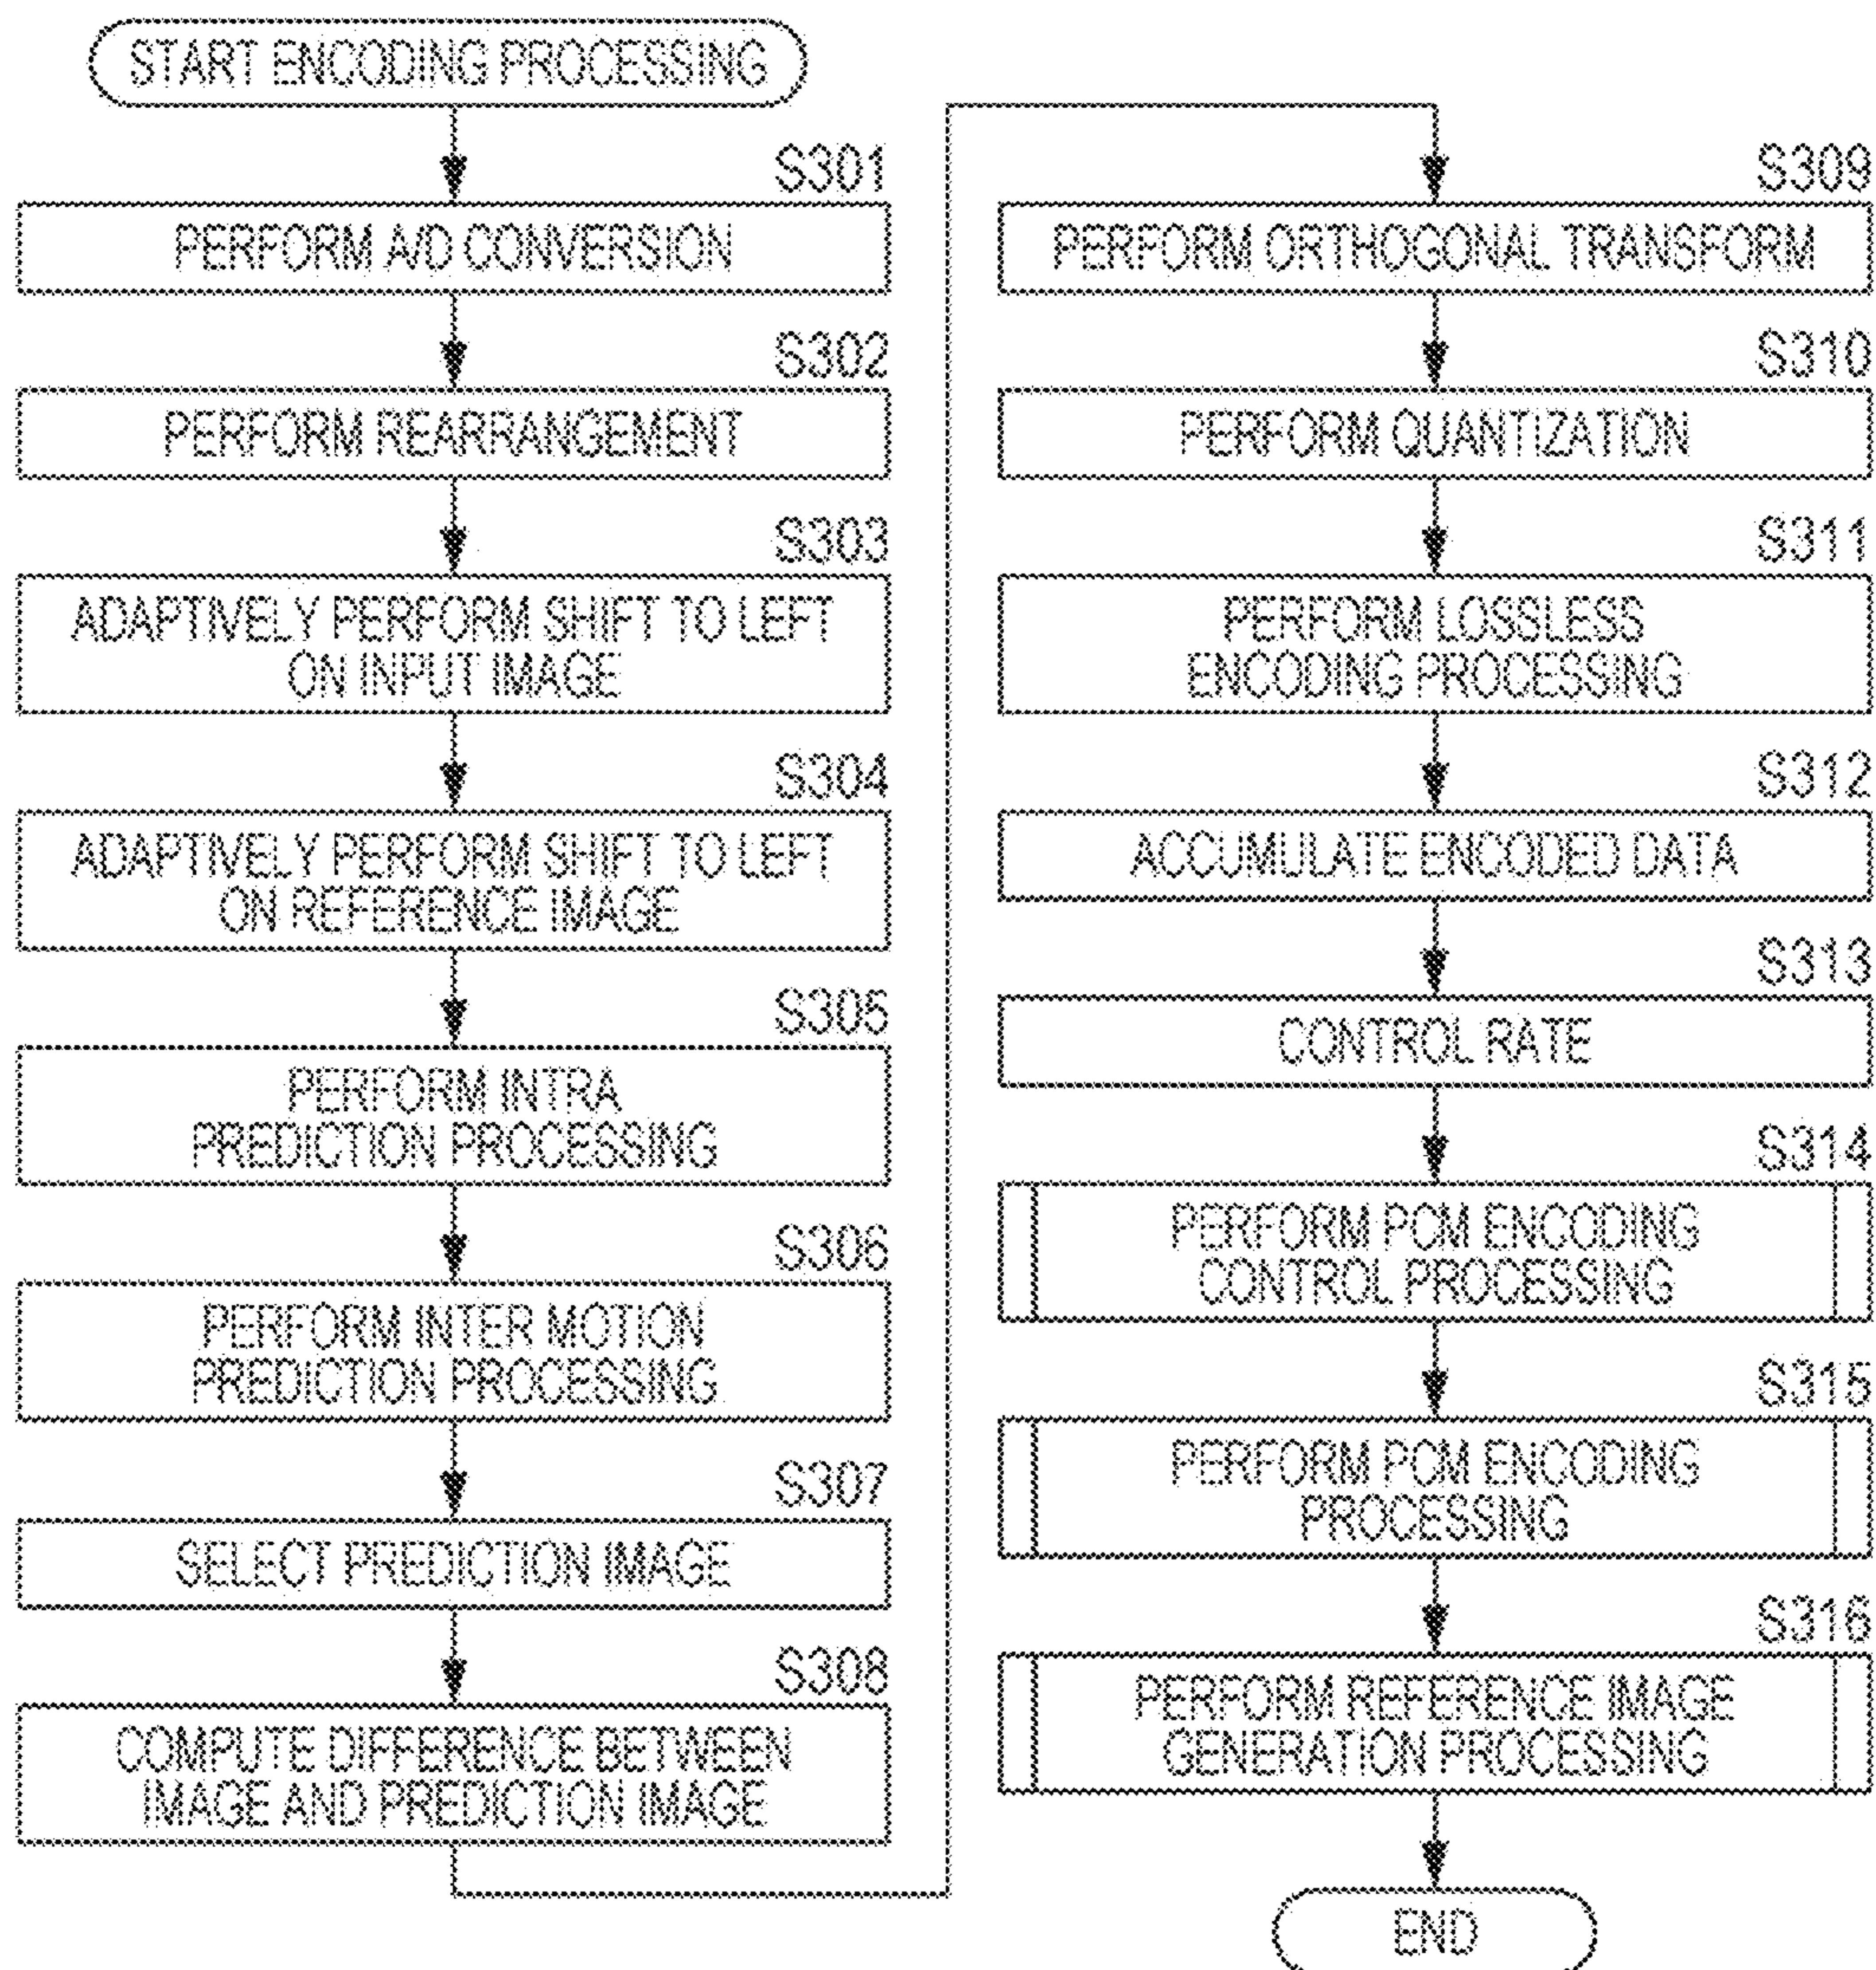 START ENCODING PROCESSING
S301
PERFORM A/D CONVERSION
S302
PERFORM REARRANGEMENT
S303
ADAPTIVELY PERFORM SHIFT TO LEFT
ON INPUT IMAGE
S304
ADAPTIVELY PERFORM SHIFT TO LEFT
ON REFERENCE IMAGE
S305
PERFORM INTRA
PREDICTION PROCESSING
S306
PERFORM INTER MOTION
PREDICTION PROCESSING
S307
SELECT PREDICTION IMAGE
S308
COMPUTE DIFFERENCE BETWEEN
IMAGE AND PREDICTION IMAGE
S309
PERFORM ORTHOGONAL TRANSFORM
S310
PERFORM QUANTIZATION
S311
PERFORM LOSSLESS
ENCODING PROCESSING
S312
ACCUMULATE ENCODED DATA
S313
CONTROL RATE
S314
PERFORM PCM ENCODING
CONTROL PROCESSING
S315
PERFORM PCM ENCODING
PROCESSING
S316
PERFORM REFERENCE IMAGE
GENERATION PROCESSING
END